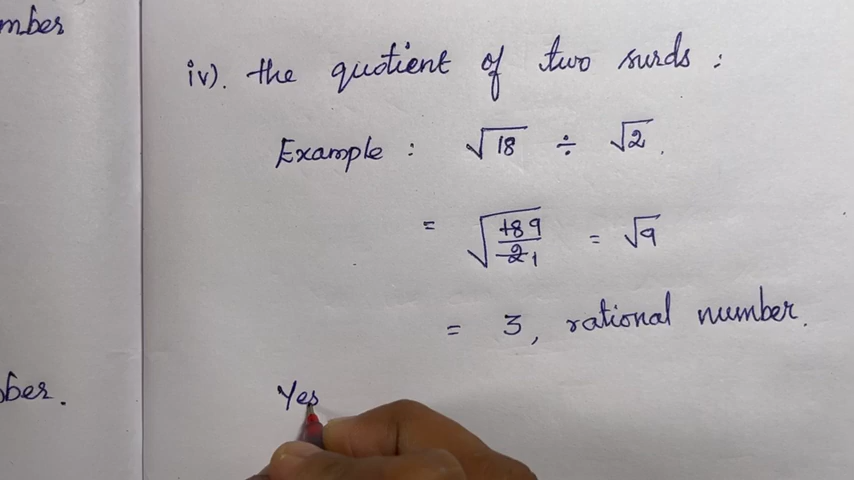 mber
iv). the quotient of two surds :
Example : √18 ÷ √2.
= √(18 9 / 2 1) = √9
= 3, rational number.
ber.
Yes